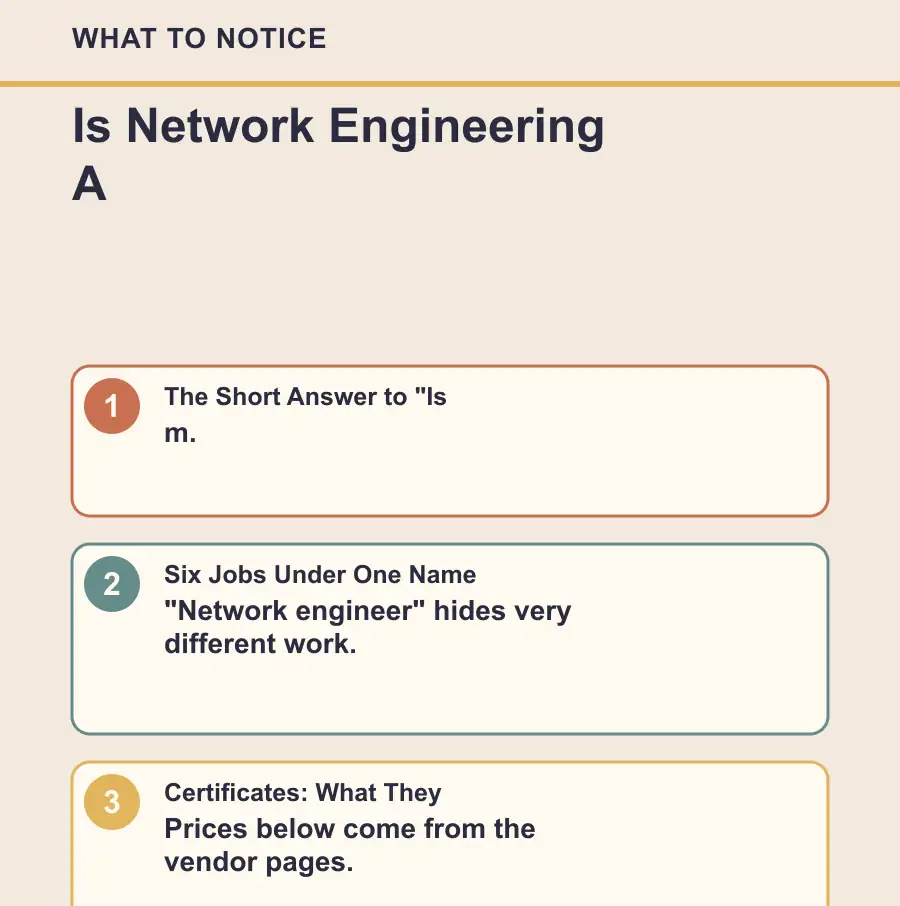 WHAT TO NOTICE
Is Network Engineering
A
1
The Short Answer to "Is
m.
2
Six Jobs Under One Name
"Network engineer" hides very
different work.
3
Certificates: What They
Prices below come from the
vendor pages.